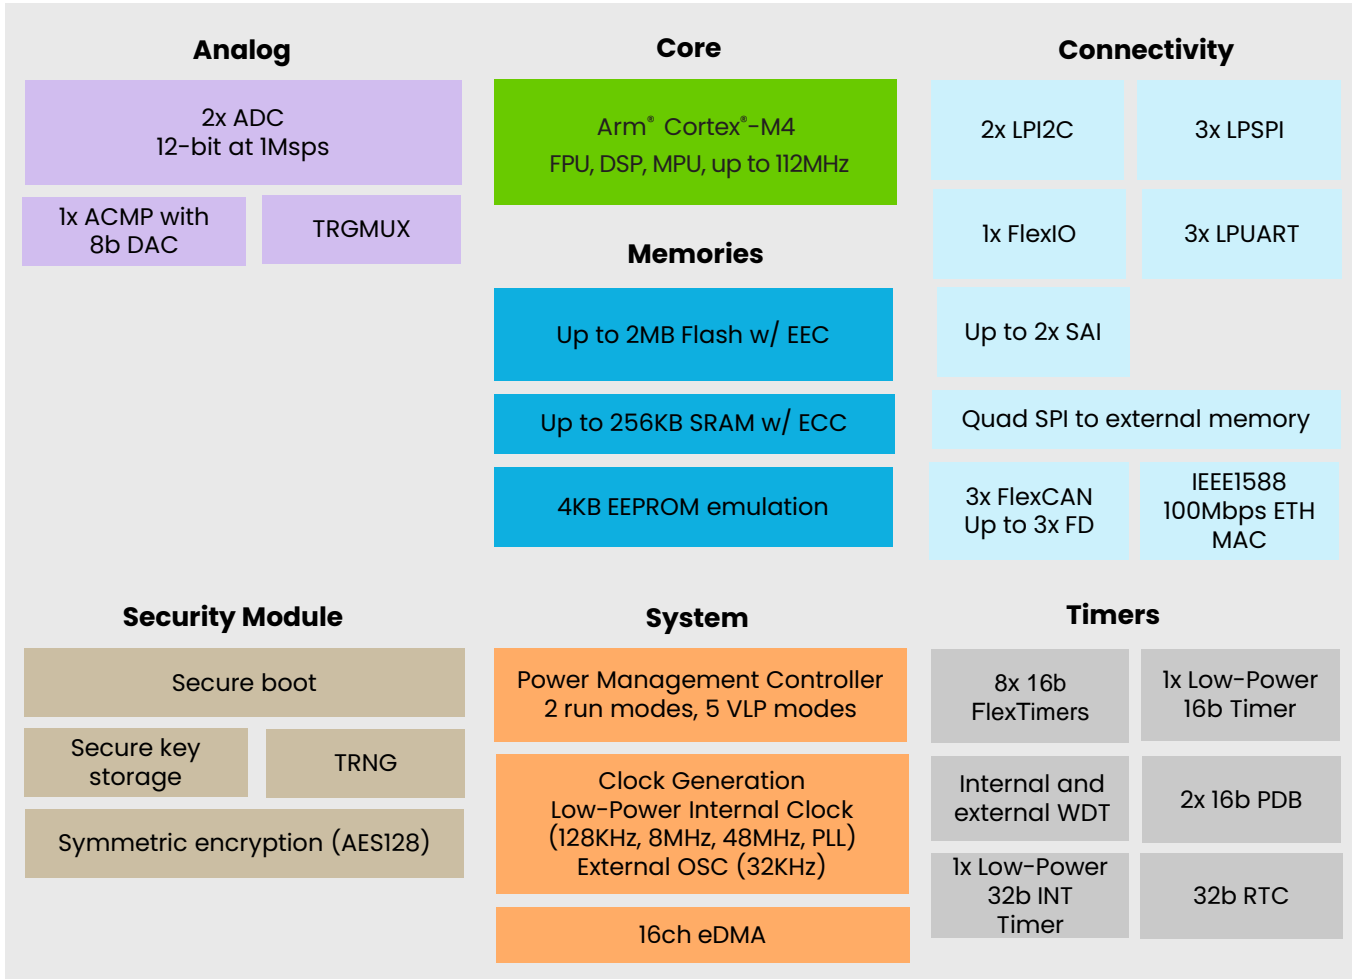 Analog
2x ADC
12-bit at 1Msps
1x ACMP with
8b DAC
TRGMUX
Core
Arm® Cortex®-M4
FPU, DSP, MPU, up to 112MHz
Memories
Up to 2MB Flash w/ EEC
Up to 256KB SRAM w/ ECC
4KB EEPROM emulation
Connectivity
2x LPI2C
3x LPSPI
1x FlexIO
3x LPUART
Up to 2x SAI
Quad SPI to external memory
3x FlexCAN
Up to 3x FD
IEEE1588
100Mbps ETH
MAC
Security Module
Secure boot
Secure key
storage
TRNG
Symmetric encryption (AES128)
System
Power Management Controller
2 run modes, 5 VLP modes
Clock Generation
Low-Power Internal Clock
(128KHz, 8MHz, 48MHz, PLL)
External OSC (32KHz)
16ch eDMA
Timers
8x 16b
FlexTimers
1x Low-Power
16b Timer
Internal and
external WDT
2x 16b PDB
1x Low-Power
32b INT
Timer
32b RTC